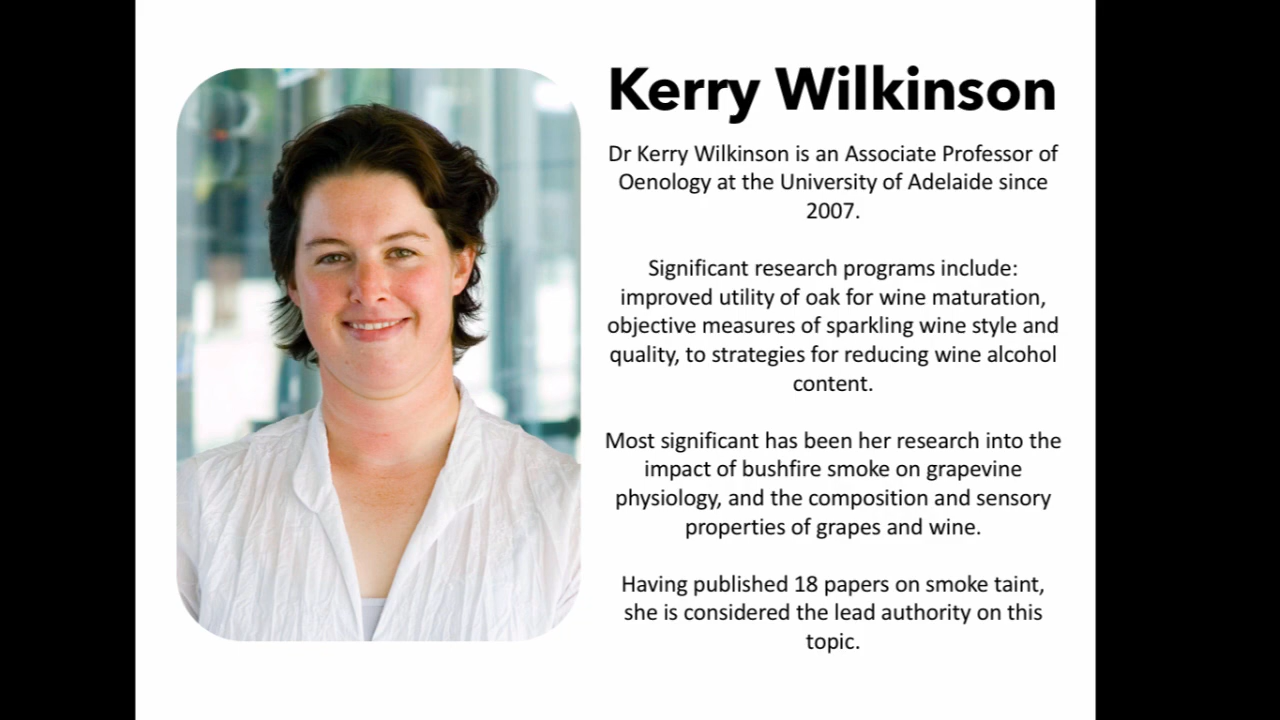 Kerry Wilkinson
Dr Kerry Wilkinson is an Associate Professor of
Oenology at the University of Adelaide since
2007.
Significant research programs include:
improved utility of oak for wine maturation,
objective measures of sparkling wine style and
quality, to strategies for reducing wine alcohol
content.
Most significant has been her research into the
impact of bushfire smoke on grapevine
physiology, and the composition and sensory
properties of grapes and wine.
Having published 18 papers on smoke taint,
she is considered the lead authority on this
topic.